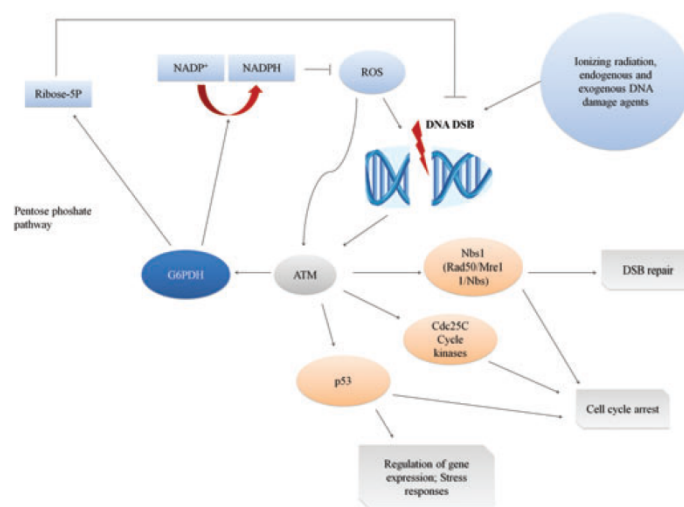 NADP+
NADPH
ROS
Ionizing radiation,
endogenous and
exogenous DNA
damage agents
Ribose-5P
DNA DSB
Pentose phoshate
pathway
G6PDH
ATM
Nbs1
(Rad50/Mre1
1/Nbs)
DSB repair
Cdc25C
Cycle
kinases
p53
Cell cycle arrest
Regulation of gene
expression; Stress
responses